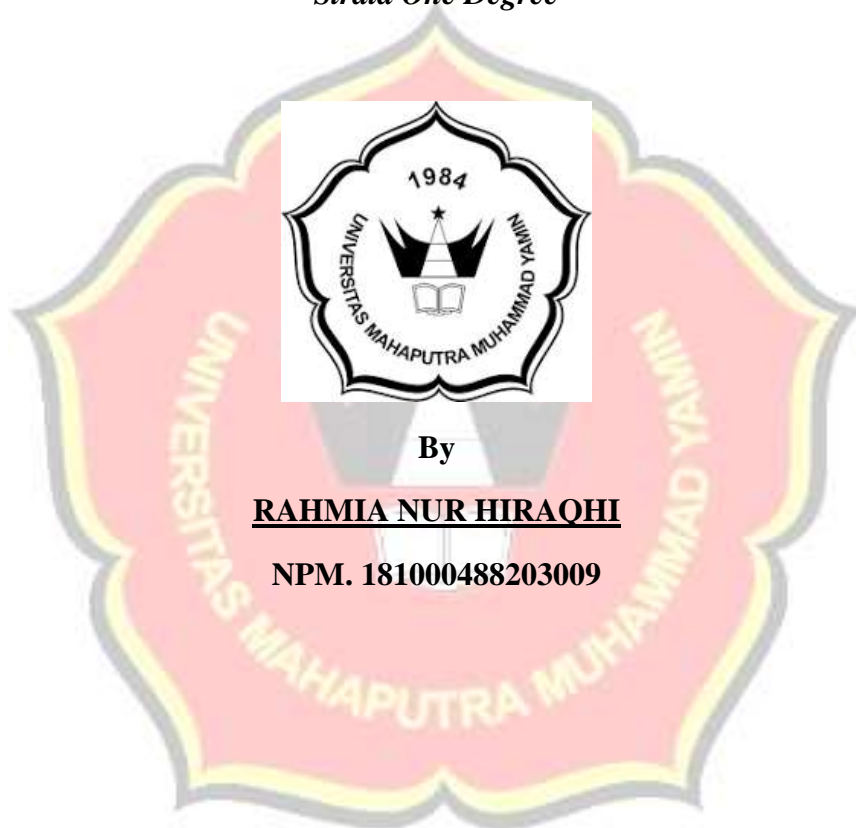 Strata One Degree
1984
UNIVERSITAS MAHAPUTRA MUHAMMAD YAMIN
By
RAHMIA NUR HIRAQHI
NPM. 181000488203009
UNIVERSITAS MAHAPUTRA MUHAMMAD YAMIN